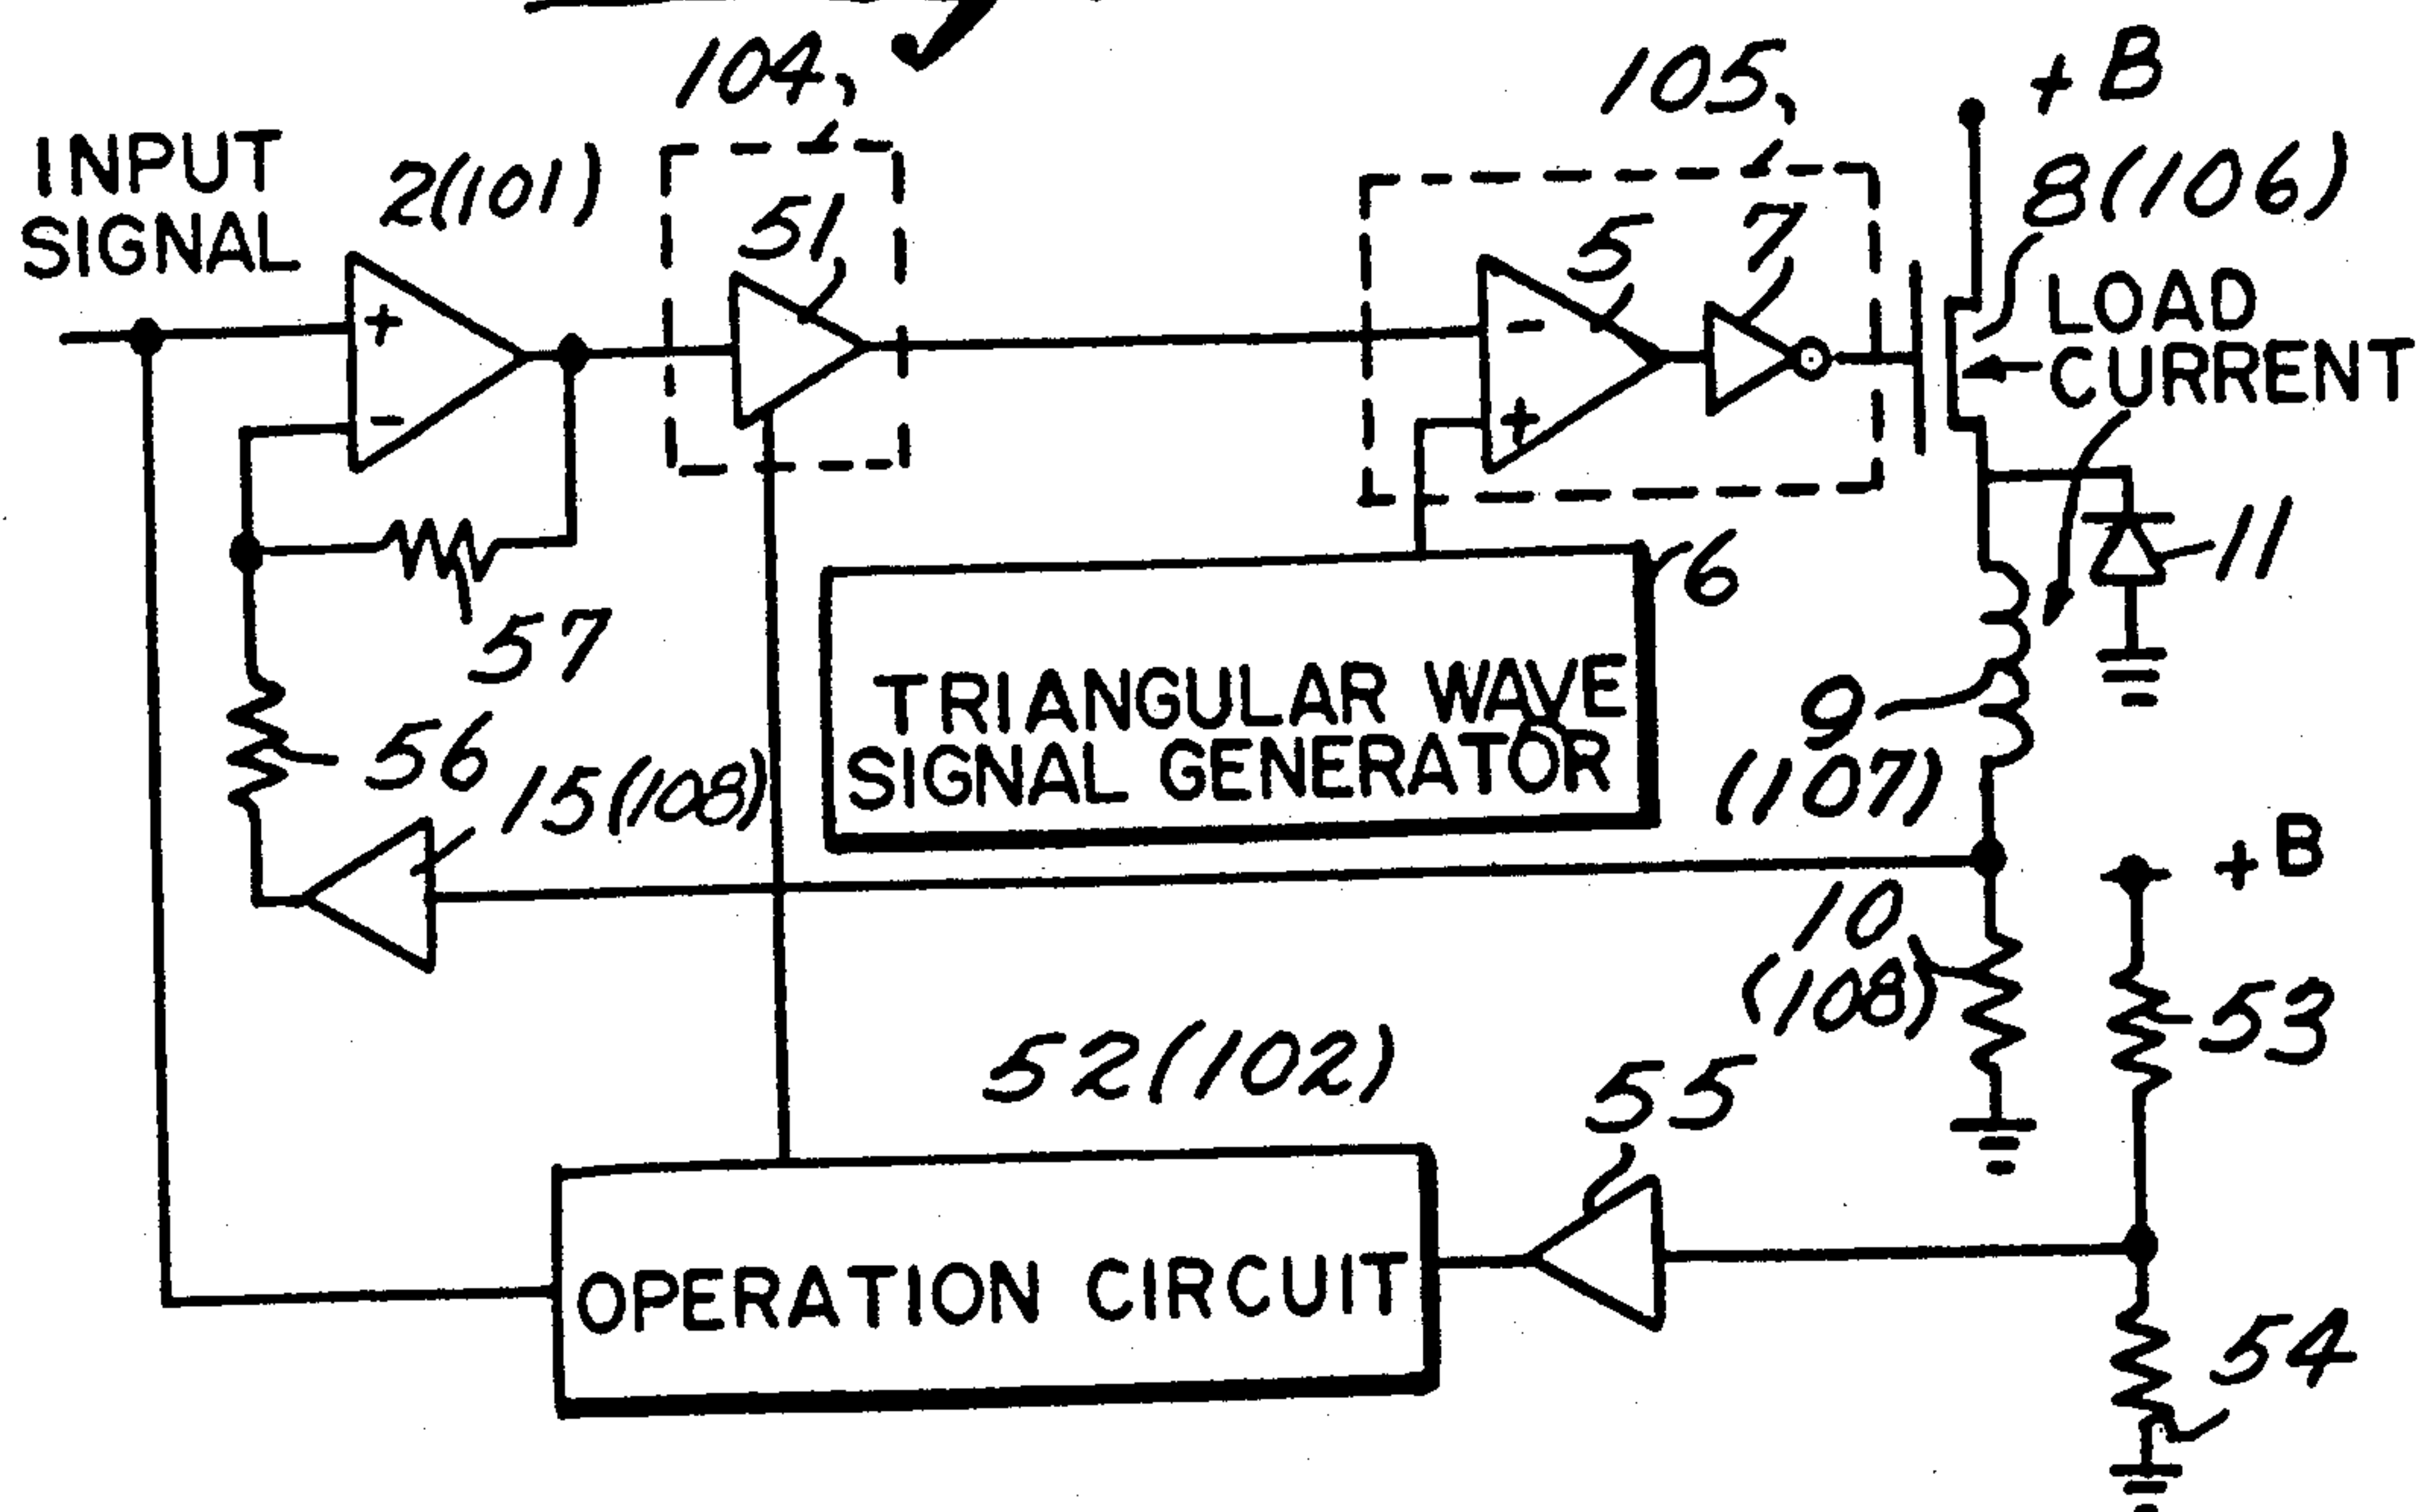 104
105
+ B
INPUT
SIGNAL
2(101)
51
5
7
8(106)
LOAD
CURRENT
+
-
-
+
11
6
57
TRIANGULAR WAVE
SIGNAL GENERATOR
9
(107)
56
15(108)
+B
10
(108)
53
52(102)
55
OPERATION CIRCUIT
54